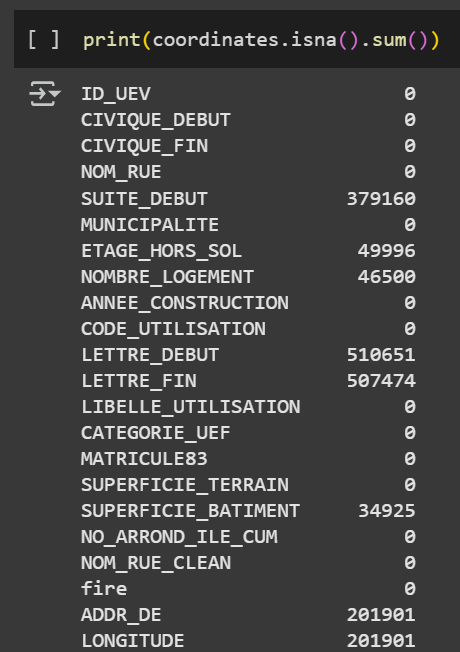 [ ] print(coordinates.isna().sum())
ID_UEV 0
CIVIQUE_DEBUT 0
CIVIQUE_FIN 0
NOM_RUE 0
SUITE_DEBUT 379160
MUNICIPALITE 0
ETAGE_HORS_SOL 49996
NOMBRE_LOGEMENT 46500
ANNEE_CONSTRUCTION 0
CODE_UTILISATION 0
LETTRE_DEBUT 510651
LETTRE_FIN 507474
LIBELLE_UTILISATION 0
CATEGORIE_UEF 0
MATRICULE83 0
SUPERFICIE_TERRAIN 0
SUPERFICIE_BATIMENT 34925
NO_ARROND_ILE_CUM 0
NOM_RUE_CLEAN 0
fire 0
ADDR_DE 201901
LONGITUDE 201901